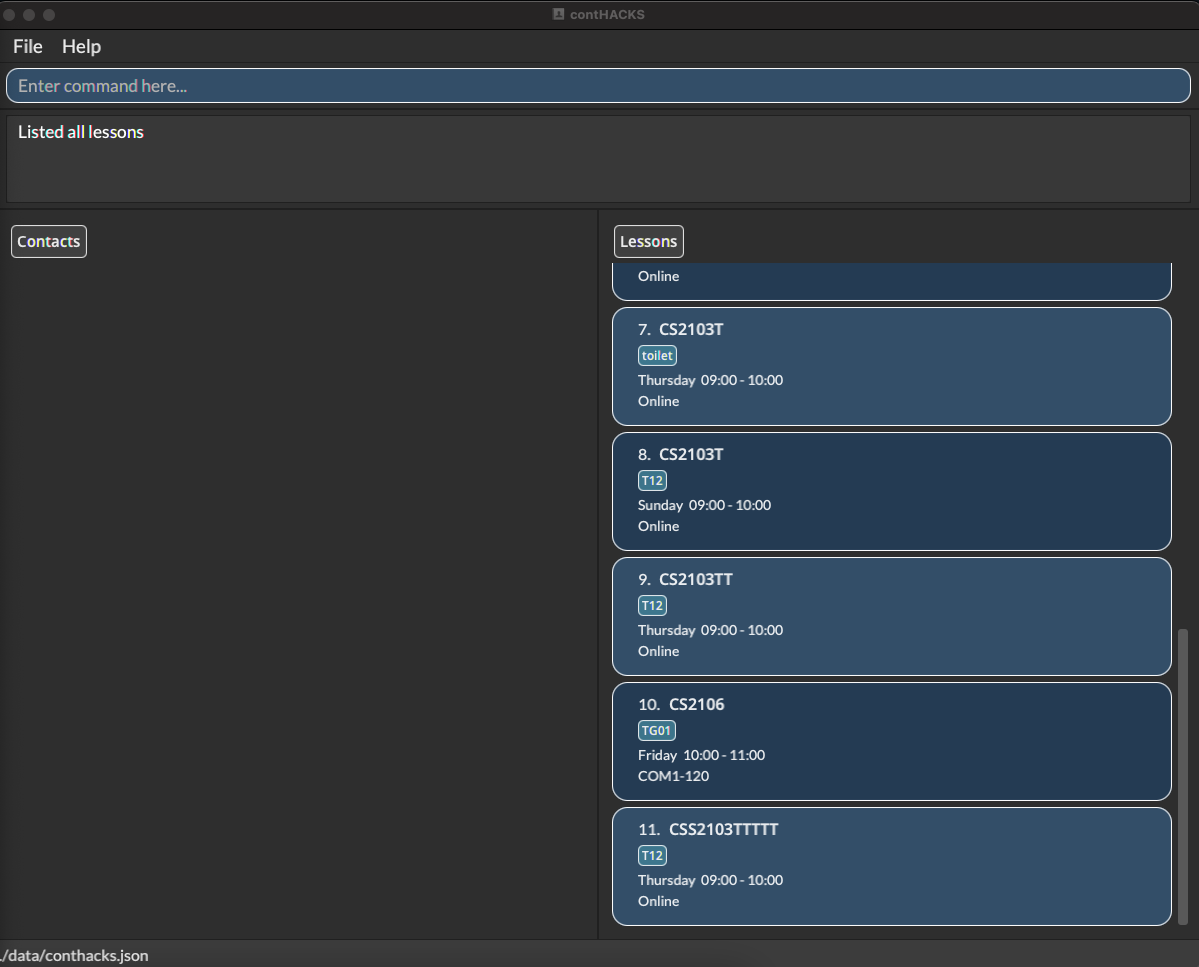 contHACKS
File Help
Enter command here...
Listed all lessons
Contacts
Lessons
Online
7. CS2103T
toilet
Thursday 09:00 - 10:00
Online
8. CS2103T
T12
Sunday 09:00 - 10:00
Online
9. CS2103TT
T12
Thursday 09:00 - 10:00
Online
10. CS2106
TG01
Friday 10:00 - 11:00
COM1-120
11. CSS2103TTTTT
T12
Thursday 09:00 - 10:00
Online
./data/conthacks.json